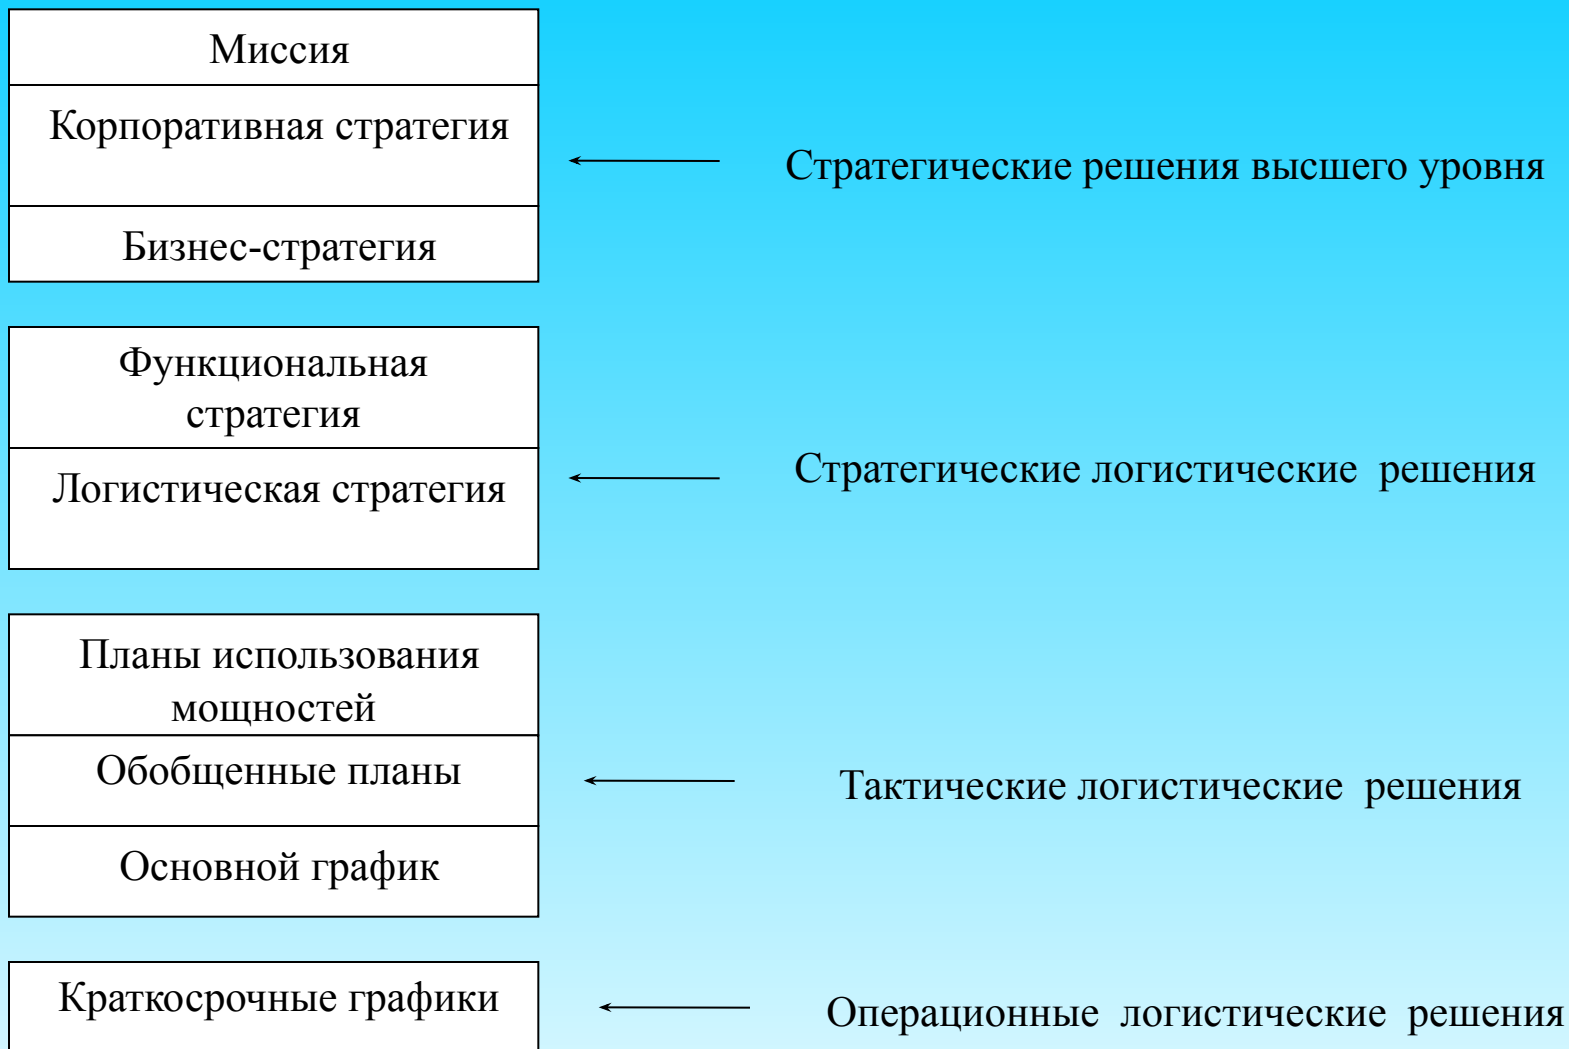 Миссия
Корпоративная стратегия
Стратегические решения высшего уровня
Бизнес-стратегия
Функциональная
стратегия
Логистическая стратегия
Стратегические логистические решения
Планы использования
мощностей
Обобщенные планы
Тактические логистические решения
Основной график
Краткосрочные графики
Операционные логистические решения